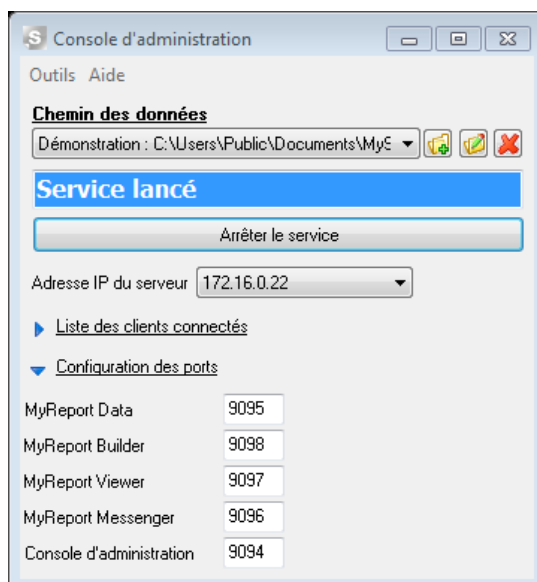 S Console d'administration
Outils Aide
Chemin des données
Démonstration : C:\Users\Public\Documents\MyS
Service lancé
Arrêter le service
Adresse IP du serveur 172.16.0.22
Liste des clients connectés
Configuration des ports
MyReport Data 9095
MyReport Builder 9098
MyReport Viewer 9097
MyReport Messenger 9096
Console d'administration 9094